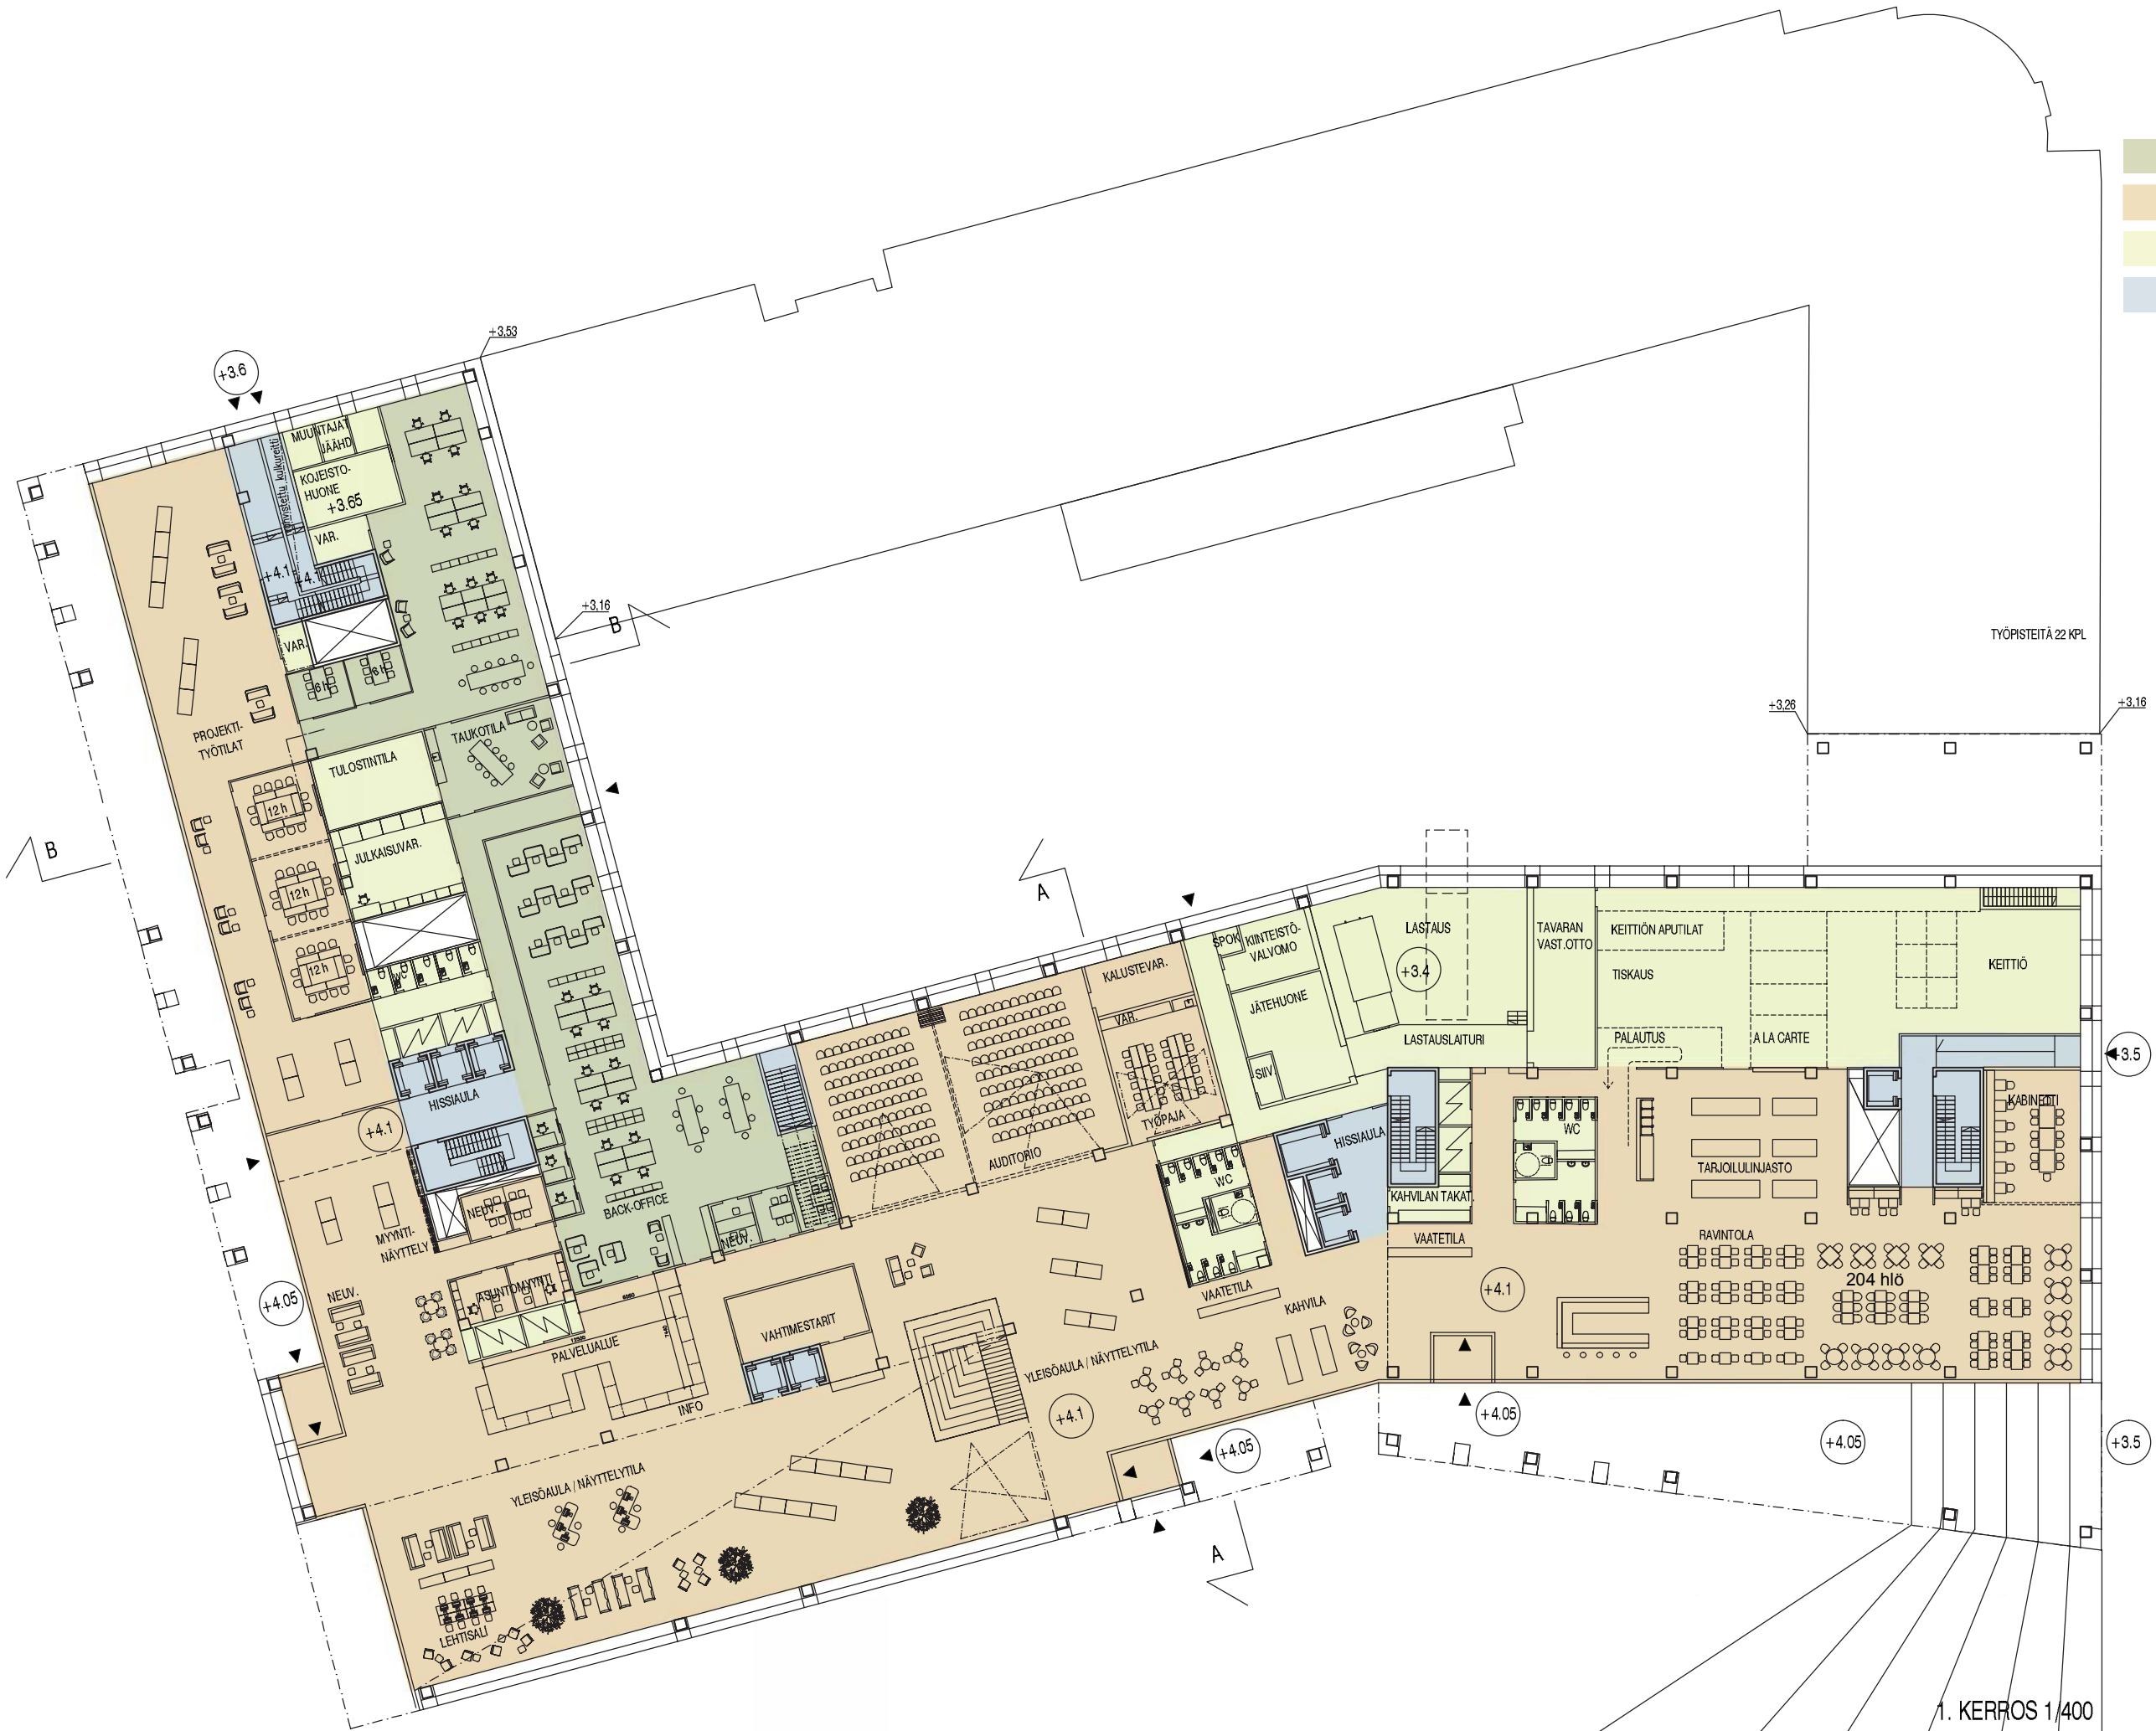 +3,53
+3.6
MUUNTAJAT
JÄÄHD
KOJEISTO-
HUONE
+3.65
VAR.
+4.1
+4.1
+3,16
B
VAR.
6 h
6 h
TYÖPISTEITÄ 22 KPL
+3,26
+3,16
PROJEKTI-
TYÖTILAT
TAUKOTILA
TULOSTINTILA
12 h
JULKAISUVAR.
B
12 h
12 h
WC
A
KALUSTEVAR.
VAR.
SPOK
KIINTEISTÖ-
VALVOMO
JÄTEHUONE
SIIV.
LASTAUS
+3.4
LASTAUSLAITURI
TAVARAN
VAST.OTTO
KEITTIÖN APUTILAT
TISKAUS
KEITTIÖ
PALAUTUS
A LA CARTE
+3.5
HISSIAULA
+4.1
TYÖPAJA
AUDITORIO
HISSIAULA
WC
WC
KABINETTI
TARJOILULINJASTO
KAHVILAN TAKAT.
VAATETILA
RAVINTOLA
204 hlö
+4.1
BACK-OFFICE
NEUV.
NEUV.
MYYNTI-
NÄYTTELY
NEUV.
+4.05
ASUNTOMYYNTI
PALVELUALUE
VAHTIMESTARIT
INFO
VAATETILA
KAHVILA
YLEISÖAULA / NÄYTTELYTILA
+4.1
+4.05
+4.05
+4.05
+3.5
YLEISÖAULA / NÄYTTELYTILA
LEHTISALI
A
1. KERROS 1/400